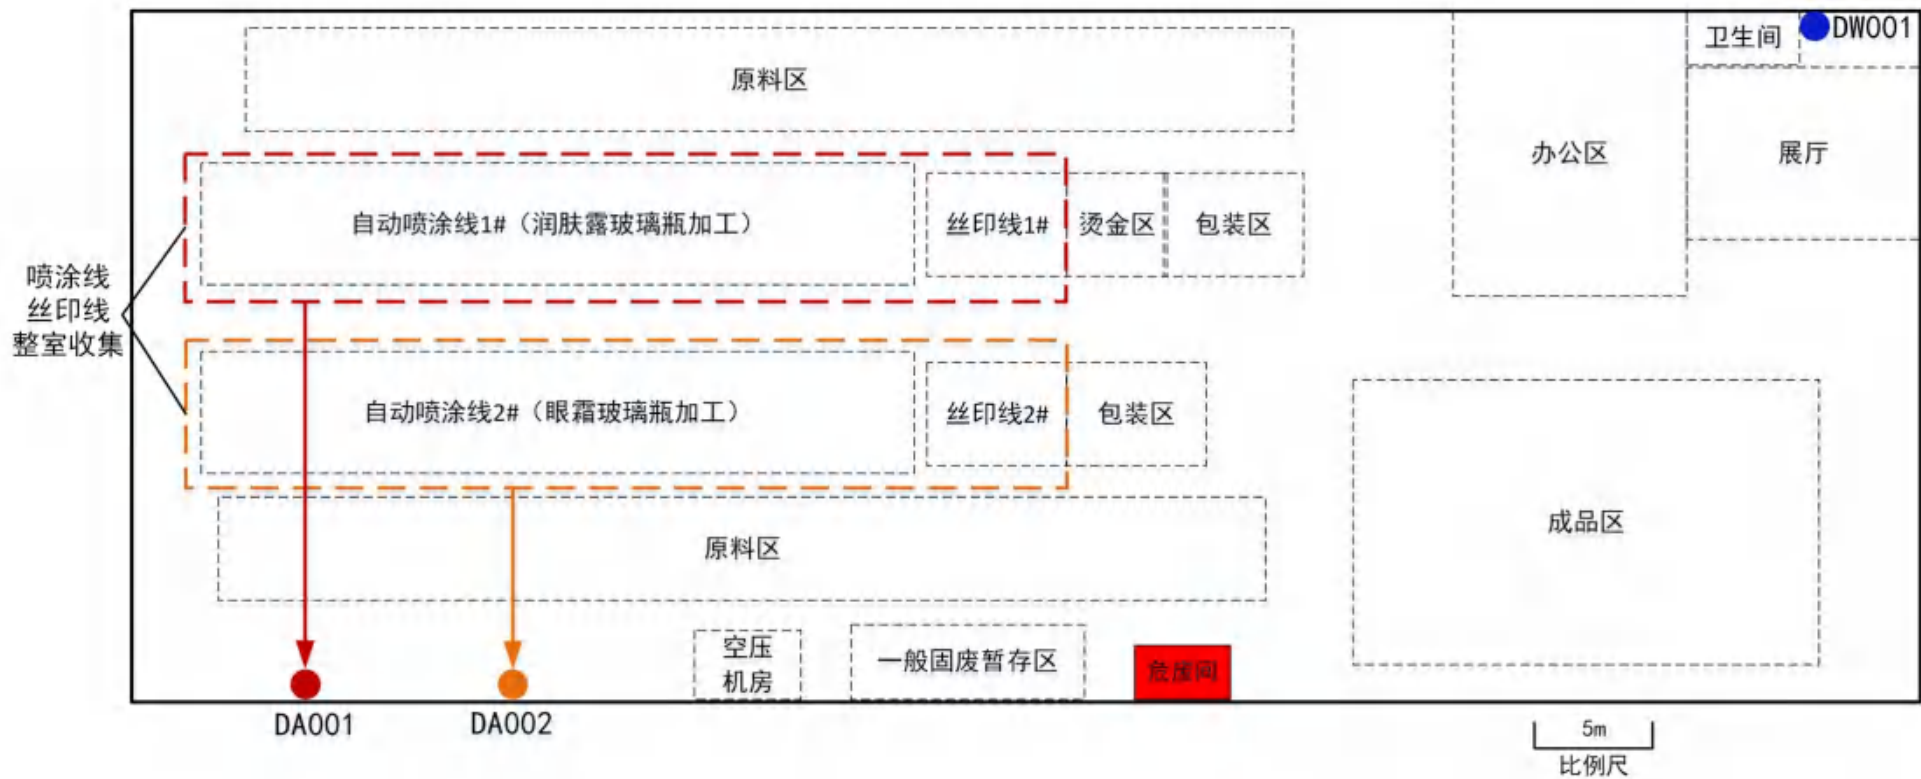 卫生间
DW001
原料区
办公区
展厅
自动喷涂线1#（润肤露玻璃瓶加工）
丝印线1#
烫金区
包装区
喷涂线
丝印线
整室收集
自动喷涂线2#（眼霜玻璃瓶加工）
丝印线2#
包装区
成品区
原料区
空压
机房
一般固废暂存区
危废间
DA001
DA002
5m
比例尺